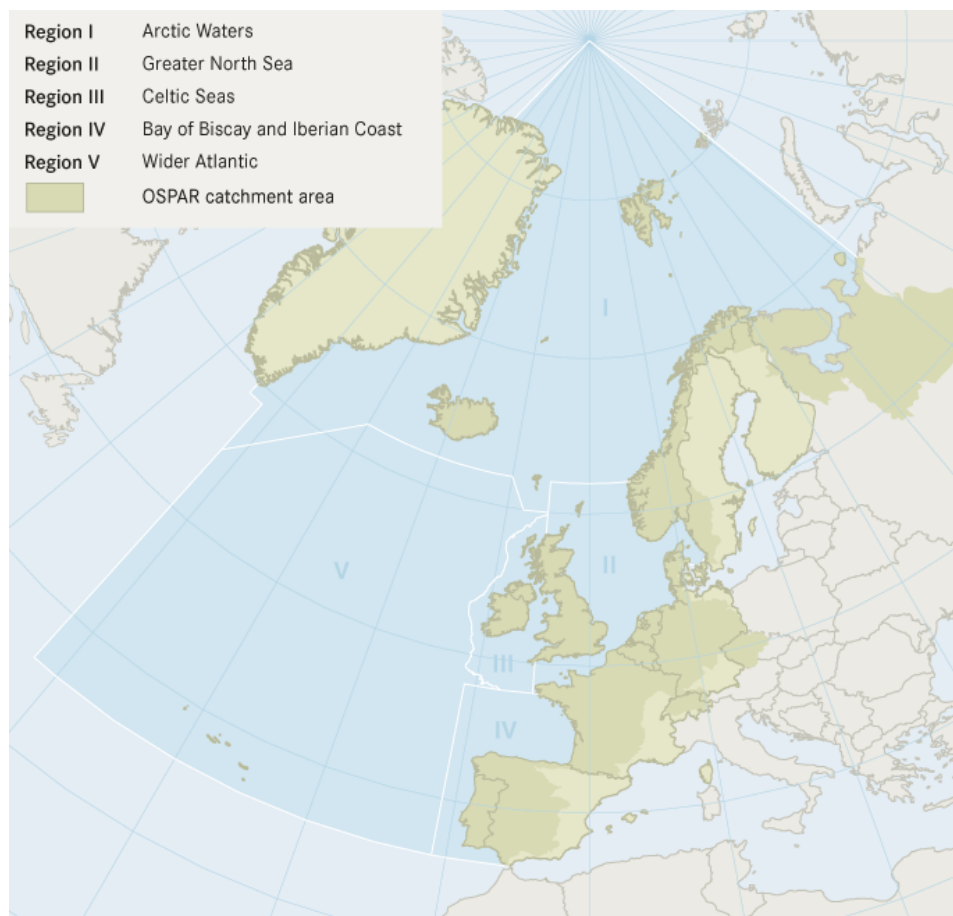 Region I Arctic Waters
Region II Greater North Sea
Region III Celtic Seas
Region IV Bay of Biscay and Iberian Coast
Region V Wider Atlantic
OSPAR catchment area
I
V
II
III
IV